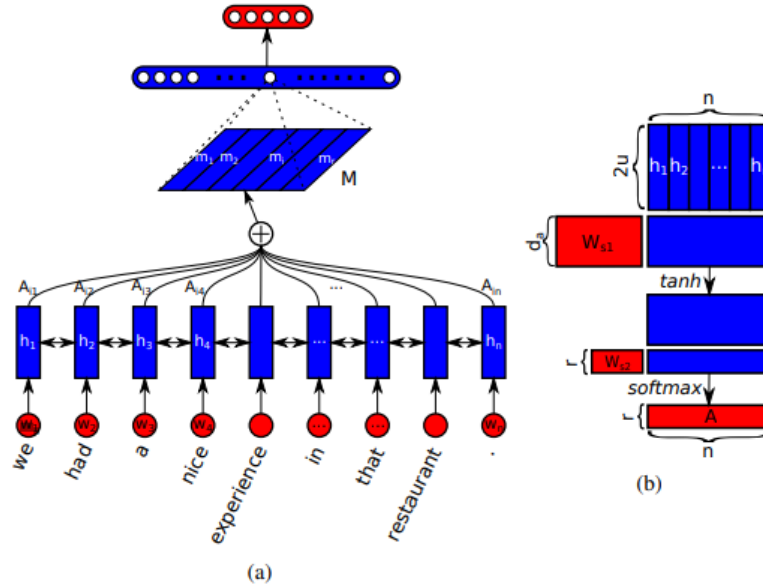 m1 m2 mi mr
M
+
Ai1 Ai2 Ai3 Ai4 ... Ain
h1 h2 h3 h4 ... ... hn
w2 w3 w4 ... ... wn
we had a nice experience in that restaurant .
(a)
n
2u
h1 h2 ... h
da
Ws1
tanh
r
Ws2
softmax
r
A
n
(b)